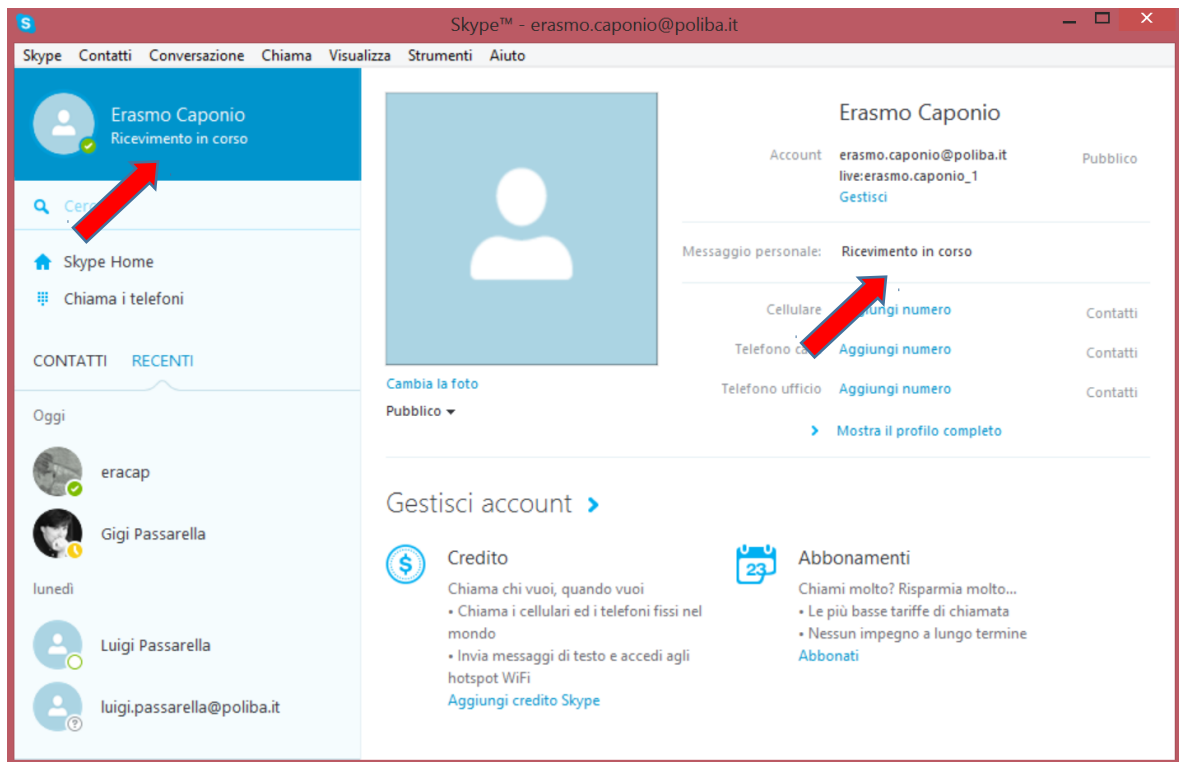 Skype™ - erasmo.caponio@poliba.it
Skype Contatti Conversazione Chiama Visualizza Strumenti Aiuto
Erasmo Caponio
Ricevimento in corso
Skype Home
Chiama i telefoni
CONTATTI RECENTI
Oggi
eracap
Gigi Passarella
lunedì
Luigi Passarella
luigi.passarella@poliba.it
Cambia la foto
Pubblico
Erasmo Caponio
Account erasmo.caponio@poliba.it Pubblico
live:erasmo.caponio_1
Gestisci
Messaggio personale: Ricevimento in corso
Cellulare Aggiungi numero Contatti
Telefono Aggiungi numero Contatti
Telefono ufficio Aggiungi numero Contatti
Mostra il profilo completo
Gestisci account
Credito
Chiama chi vuoi, quando vuoi
• Chiama i cellulari ed i telefoni fissi nel
mondo
• Invia messaggi di testo e accedi agli
hotspot WiFi
Aggiungi credito Skype
23
Abbonamenti
Chiami molto? Risparmia molto...
• Le più basse tariffe di chiamata
• Nessun impegno a lungo termine
Abbonati